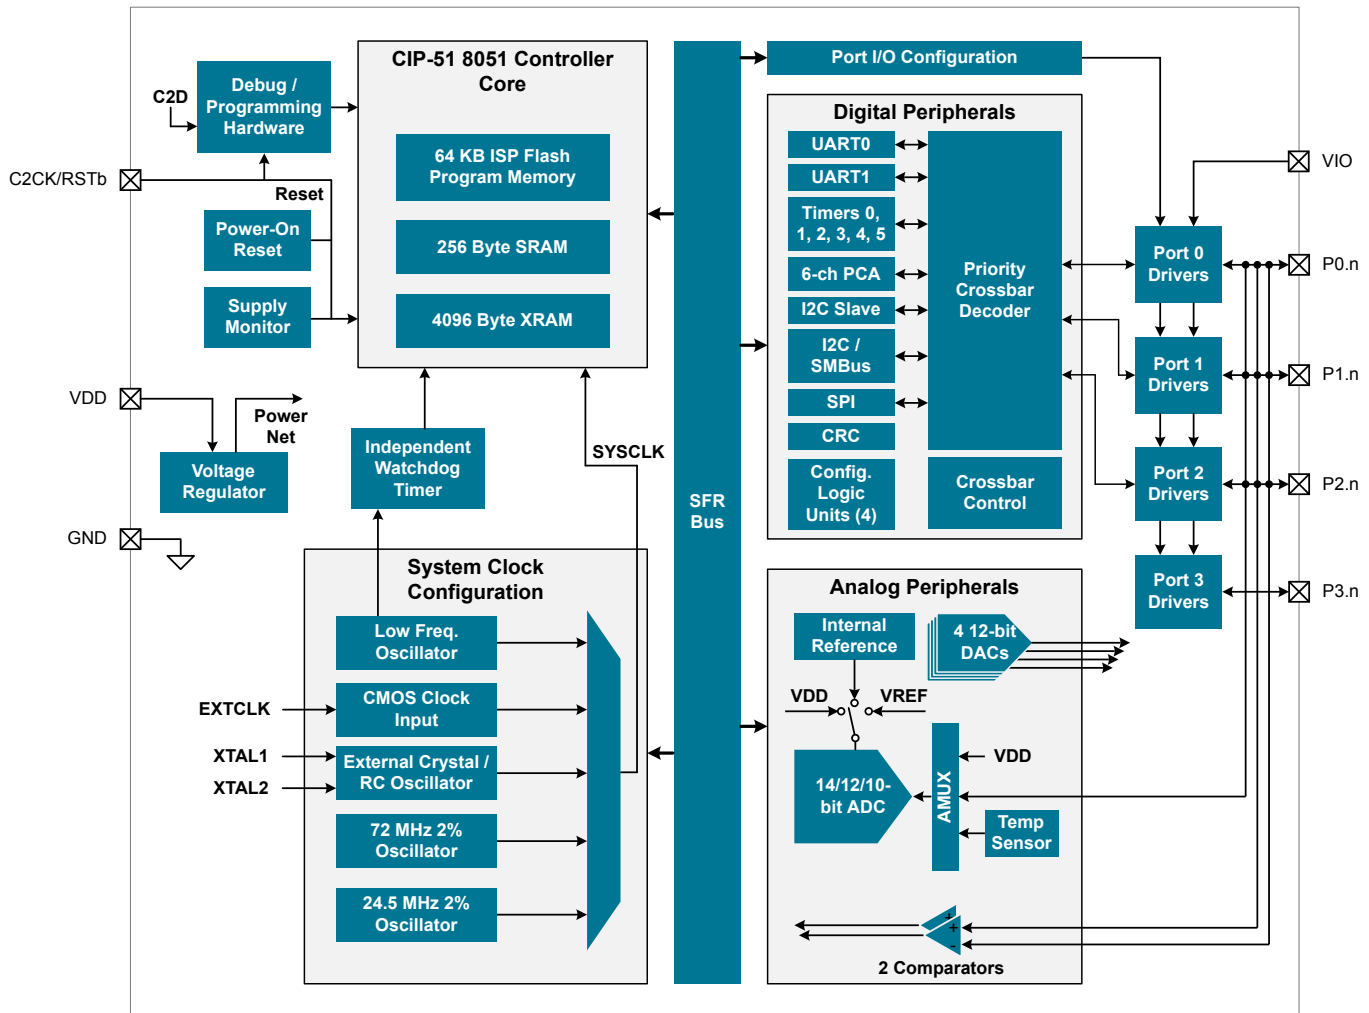 CIP-51 8051 Controller
Core
64 KB ISP Flash
Program Memory
256 Byte SRAM
4096 Byte XRAM
Debug /
Programming
Hardware
C2D
C2CK/RSTb
Reset
Power-On
Reset
Supply
Monitor
VDD
Power
Net
Voltage
Regulator
GND
Independent
Watchdog
Timer
SYSCLK
System Clock
Configuration
Low Freq.
Oscillator
CMOS Clock
Input
EXTCLK
XTAL1
XTAL2
External Crystal /
RC Oscillator
72 MHz 2%
Oscillator
24.5 MHz 2%
Oscillator
SFR
Bus
Port I/O Configuration
Digital Peripherals
UART0
UART1
Timers 0,
1, 2, 3, 4, 5
6-ch PCA
I2C Slave
I2C /
SMBus
SPI
CRC
Config.
Logic
Units (4)
Priority
Crossbar
Decoder
Crossbar
Control
Analog Peripherals
Internal
Reference
4 12-bit
DACs
VDD
VREF
14/12/10-
bit ADC
AMUX
VDD
Temp
Sensor
+
+
-
2 Comparators
Port 0
Drivers
Port 1
Drivers
Port 2
Drivers
Port 3
Drivers
VIO
P0.n
P1.n
P2.n
P3.n